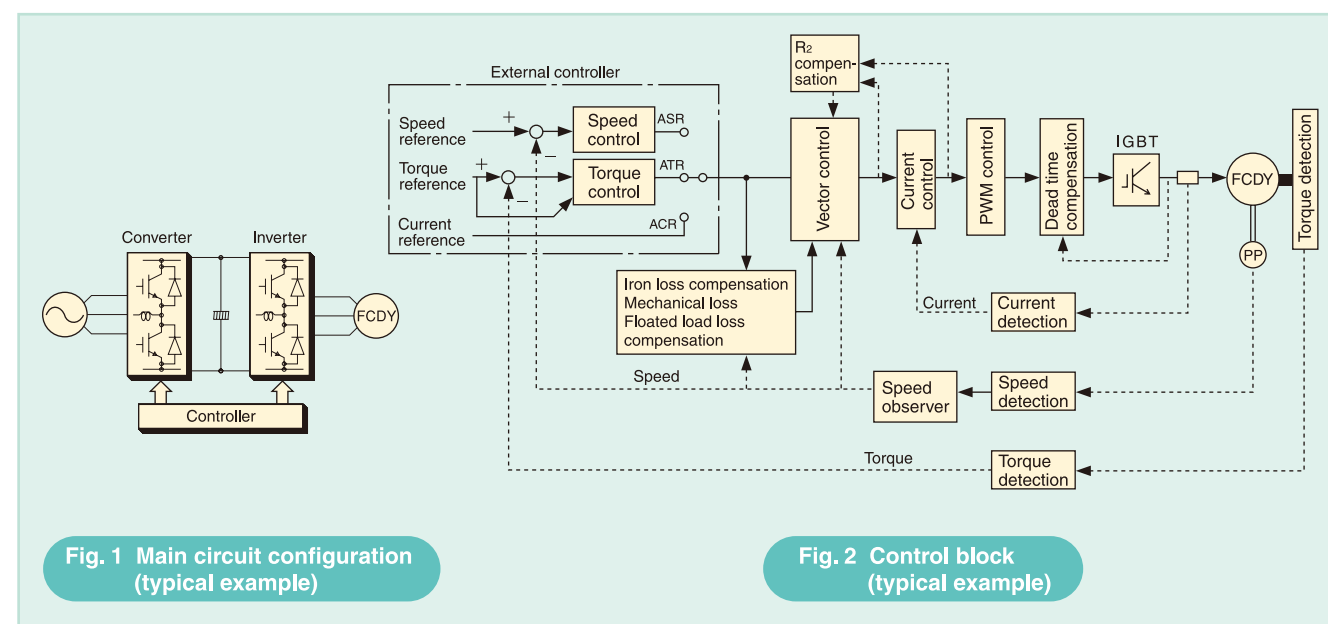 Converter
Inverter
FCDY
Controller
Fig. 1 Main circuit configuration
(typical example)
External controller
Speed
reference
+
−
Speed
control
ASR
Torque
reference
+
−
Torque
control
ATR
Current
reference
ACR
R2
compen-
sation
Vector control
Current
control
PWM control
Dead time
compensation
IGBT
FCDY
PP
Torque detection
Iron loss compensation
Mechanical loss
Floated load loss
compensation
Current
Current
detection
Speed
Speed
observer
Speed
detection
Torque
Torque
detection
Fig. 2 Control block
(typical example)